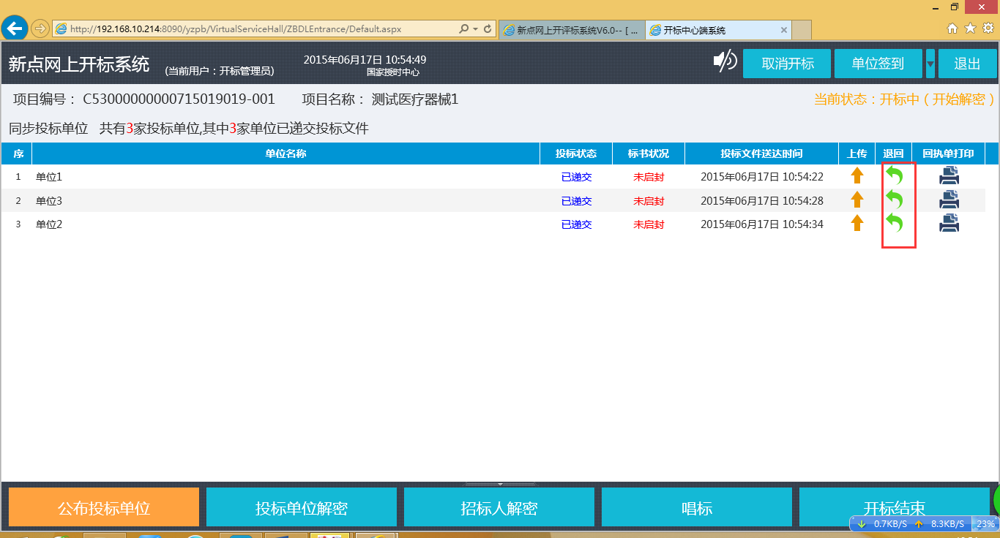 http://192.168.10.214:8090/yzpb/VirtualServiceHall/ZBDLEntrance/Default.aspx
新点网上开评标系统V6.0-- [ ...
开标中心端系统
新点网上开标系统 (当前用户：开标管理员)
2015年06月17日 10:54:49
国家授时中心
取消开标 单位签到 退出
项目编号： C53000000000715019019-001 项目名称： 测试医疗器械1 当前状态：开标中（开始解密）
同步投标单位 共有3家投标单位,其中3家单位已递交投标文件
序 单位名称 投标状态 标书状况 投标文件送达时间 上传 退回 回执单打印
1 单位1 已递交 未启封 2015年06月17日 10:54:22
2 单位3 已递交 未启封 2015年06月17日 10:54:28
3 单位2 已递交 未启封 2015年06月17日 10:54:34
公布投标单位 投标单位解密 招标人解密 唱标 开标结束
0.7KB/S 8.3KB/S 23%